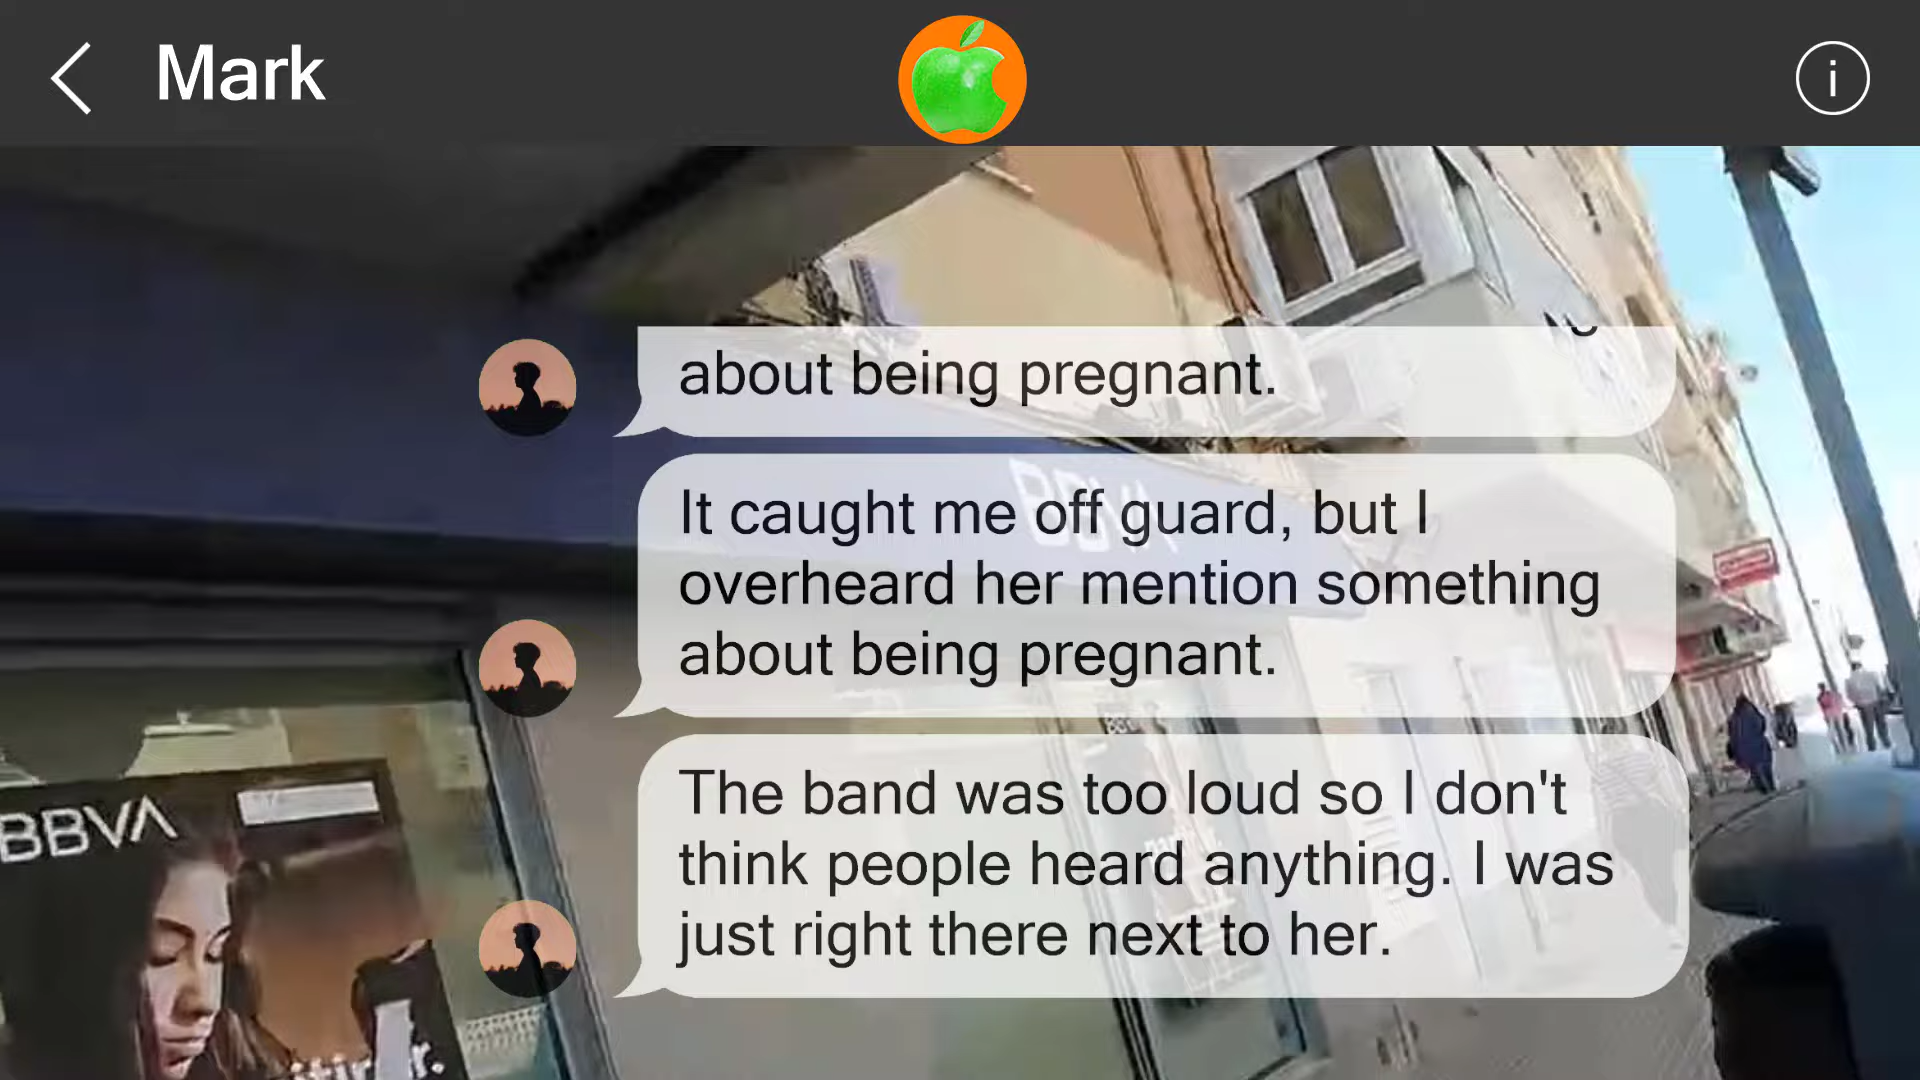 Mark
i
about being pregnant.
It caught me off guard, but I
overheard her mention something
about being pregnant.
The band was too loud so I don't
think people heard anything. I was
just right there next to her.
BBVA
BBVA